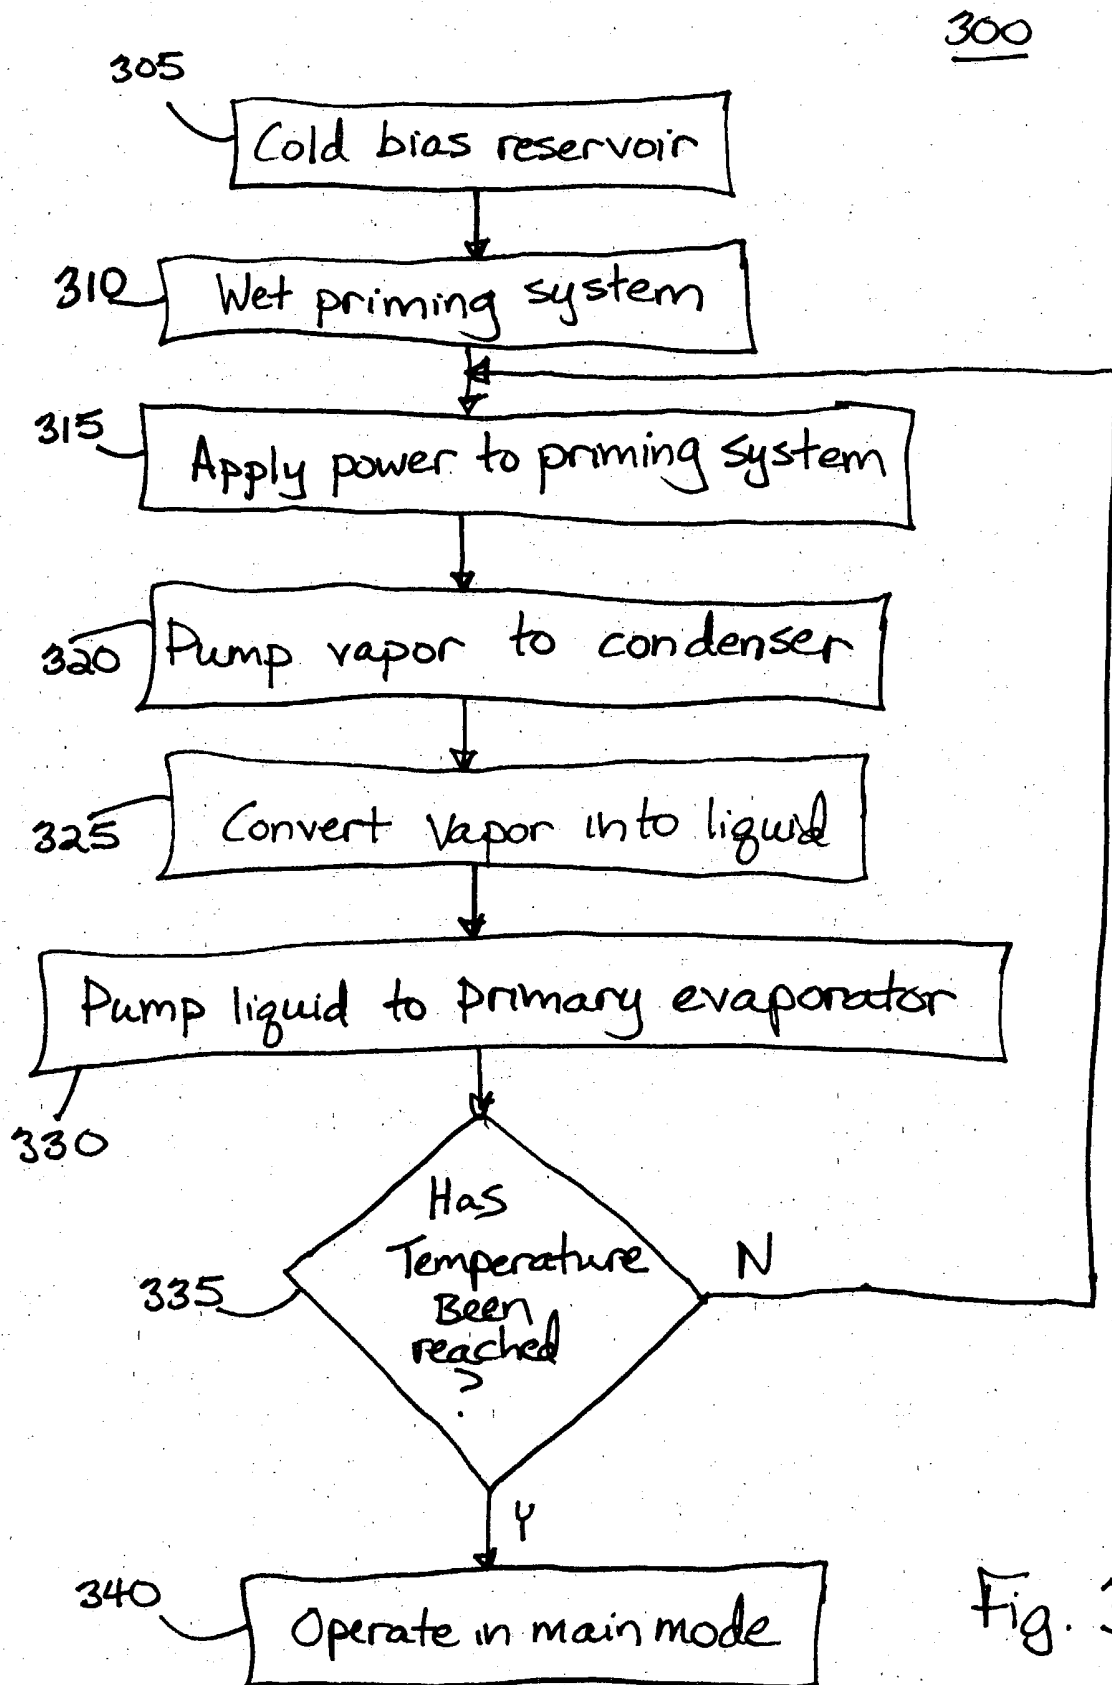 300
305
Cold bias reservoir
310
Wet priming system
315
Apply power to priming system
320
Pump vapor to condenser
325
Convert Vapor into liquid
Pump liquid to primary evaporator
330
Has
Temperature
Been
reached
?
N
335
Y
340
Operate in main mode
Fig.